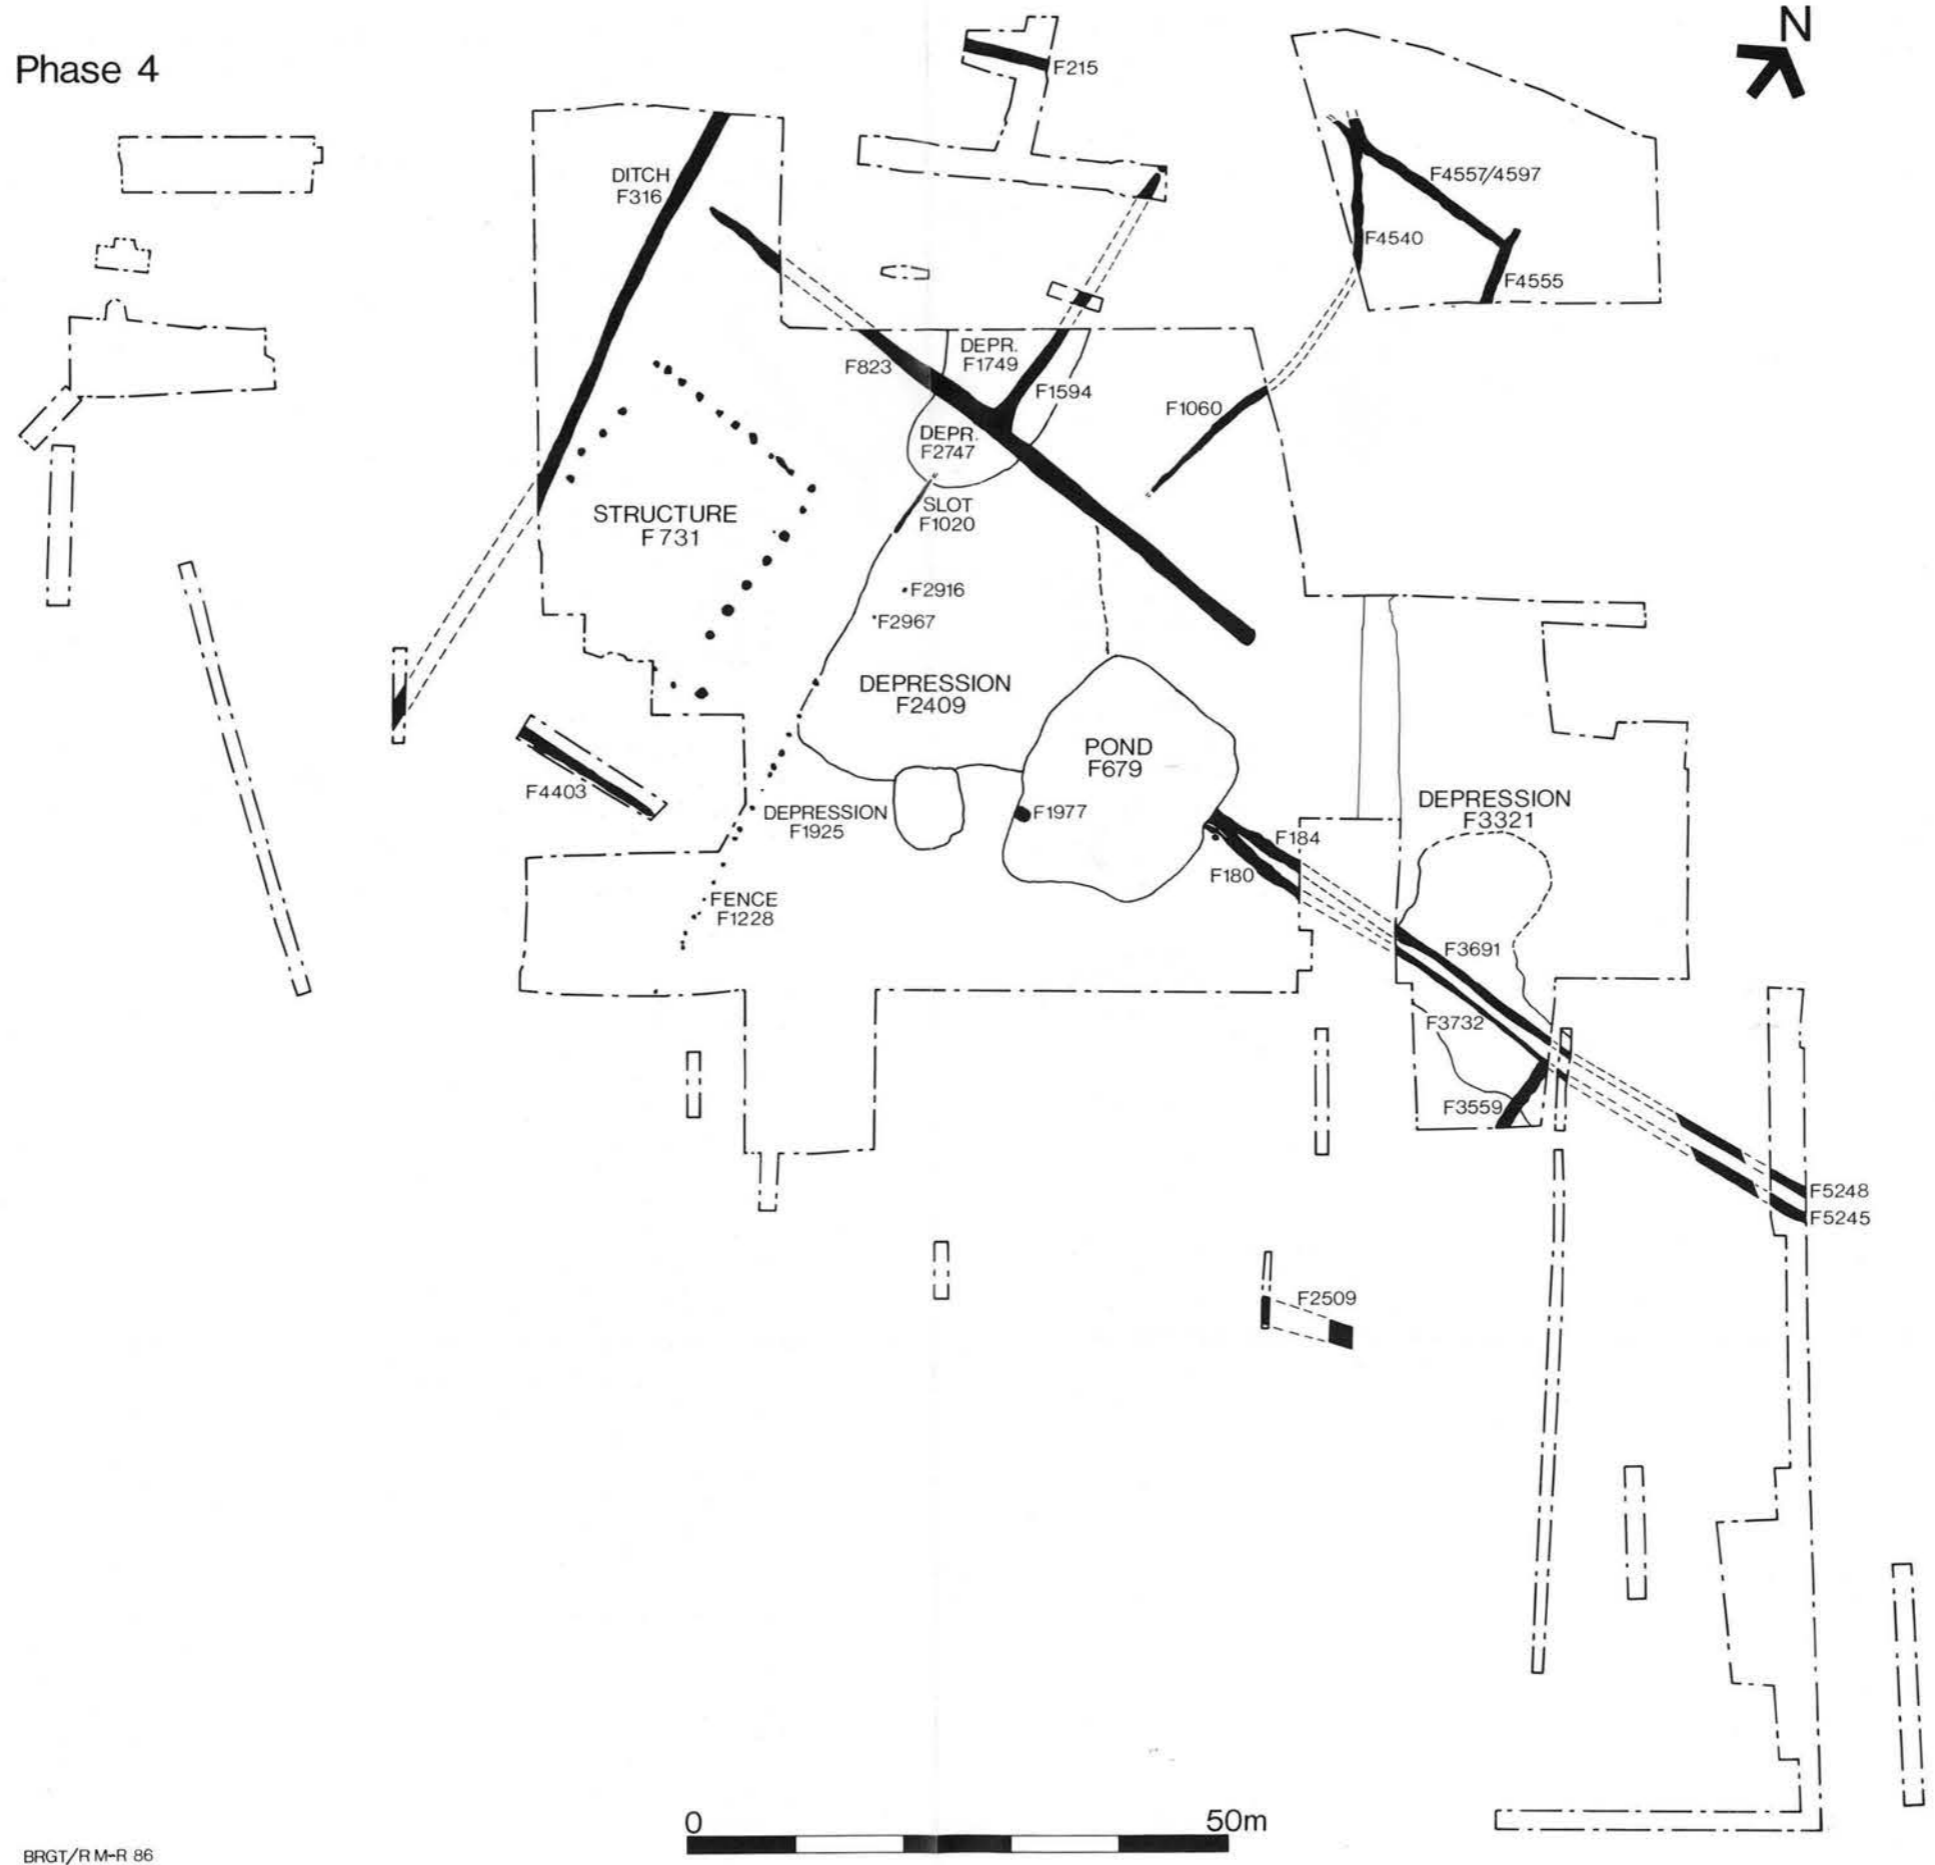 N
Phase 4
F215
DITCH
F316
F4557/4597
F4540
F4555
DEPR.
F1749
F823
F1594
F1060
DEPR.
F2747
SLOT
F1020
STRUCTURE
F731
F2916
F2967
DEPRESSION
F2409
POND
F679
F4403
DEPRESSION
F1925
F1977
DEPRESSION
F3321
F184
F180
FENCE
F1228
F3691
F3732
F3559
F5248
F5245
F2509
0
50m
BRGT/R M-R 86